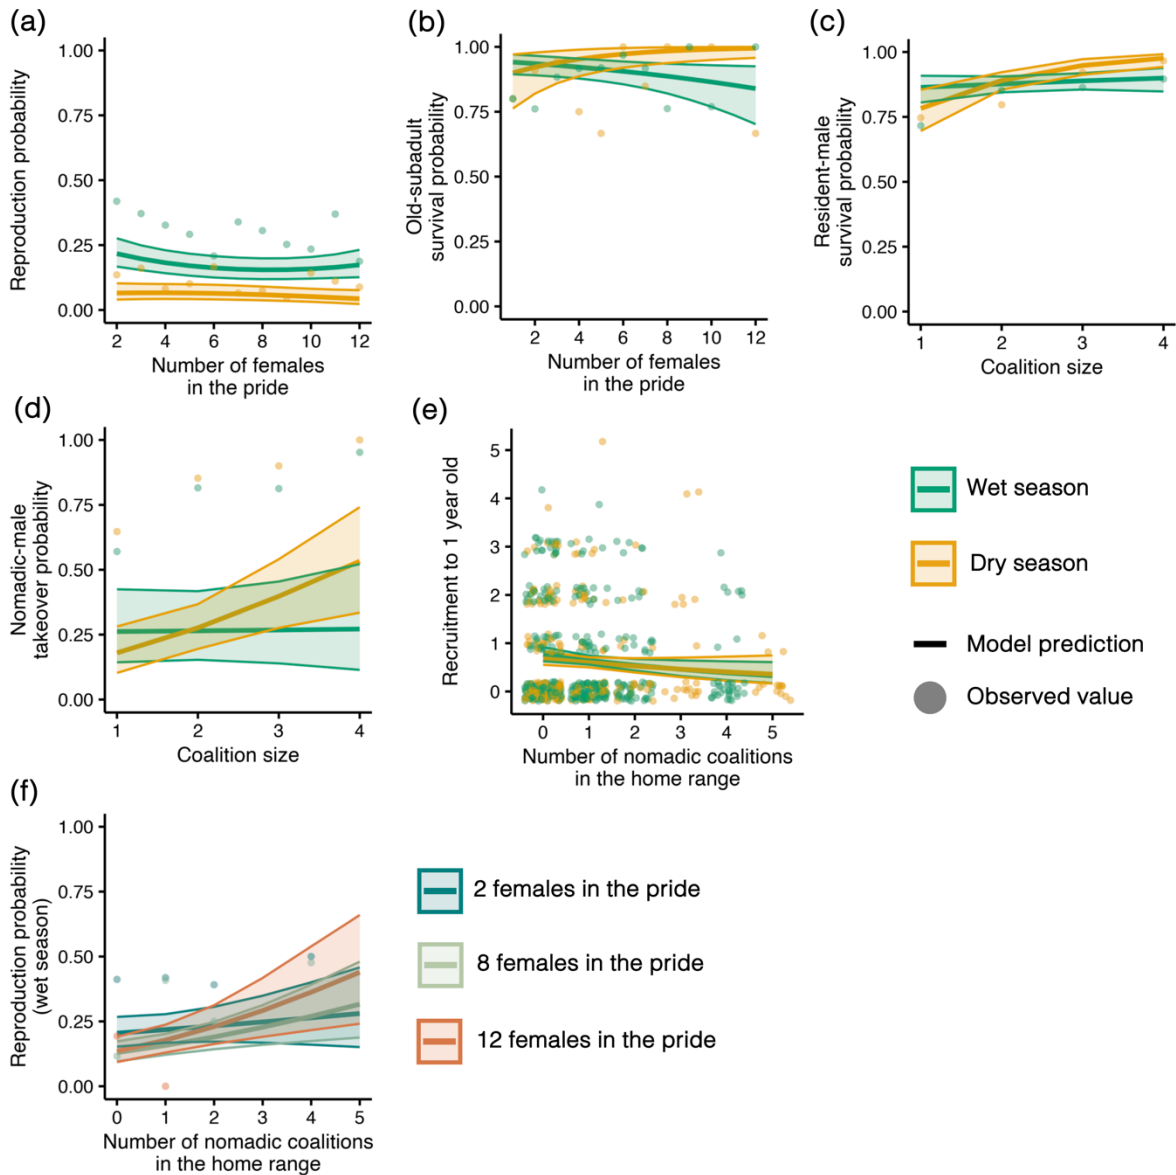 (a)
1.00
0.75
0.50
0.25
0.00
Reproduction probability
2 4 6 8 10 12
Number of females
in the pride
(b)
1.00
0.75
0.50
0.25
0.00
Old-subadult
survival probability
2 4 6 8 10 12
Number of females
in the pride
(c)
1.00
0.75
0.50
0.25
0.00
Resident-male
survival probability
1 2 3 4
Coalition size
(d)
1.00
0.75
0.50
0.25
0.00
Nomadic-male
takeover probability
1 2 3 4
Coalition size
(e)
5
4
3
2
1
0
Recruitment to 1 year old
0 1 2 3 4 5
Number of nomadic coalitions
in the home range
Wet season
Dry season
Model prediction
Observed value
(f)
1.00
0.75
0.50
0.25
0.00
Reproduction probability
(wet season)
0 1 2 3 4 5
Number of nomadic coalitions
in the home range
2 females in the pride
8 females in the pride
12 females in the pride